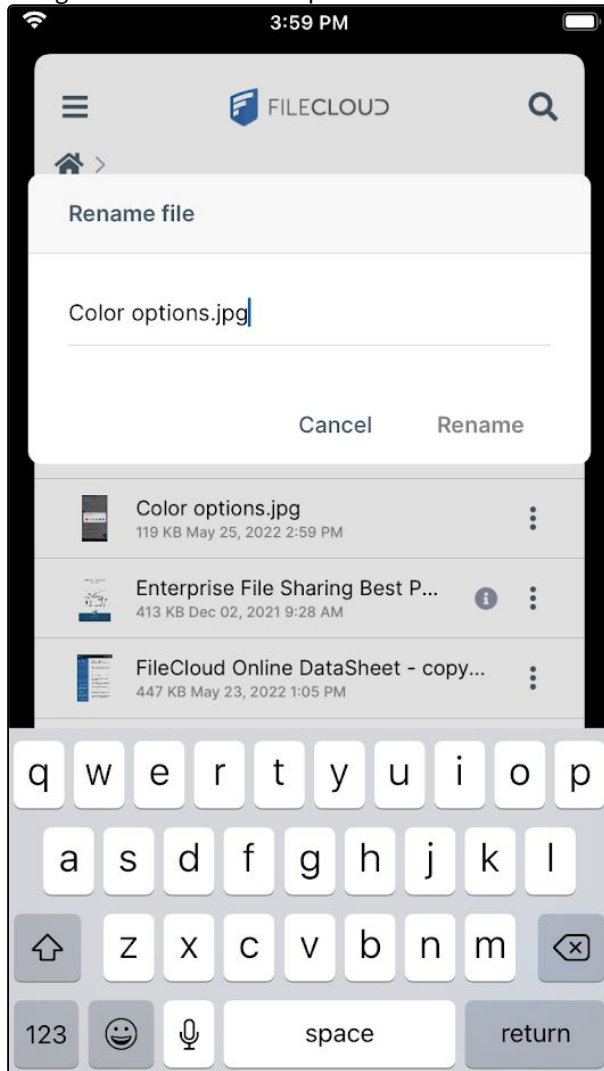 3:59 PM
FILECLOUD
Rename file
Color options.jpg
Cancel Rename
Color options.jpg
119 KB May 25, 2022 2:59 PM
Enterprise File Sharing Best P...
413 KB Dec 02, 2021 9:28 AM
FileCloud Online DataSheet - copy...
447 KB May 23, 2022 1:05 PM
q w e r t y u i o p
a s d f g h j k l
z x c v b n m
123 space return